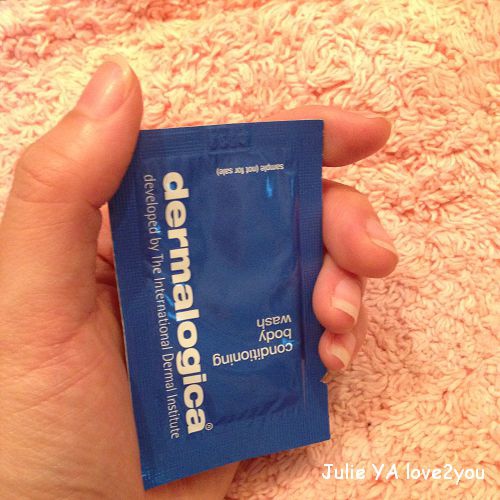 dermalogica®
developed by The International Dermal Institute
conditioning
body
wash
sample (not for sale)
Julie YA love2you